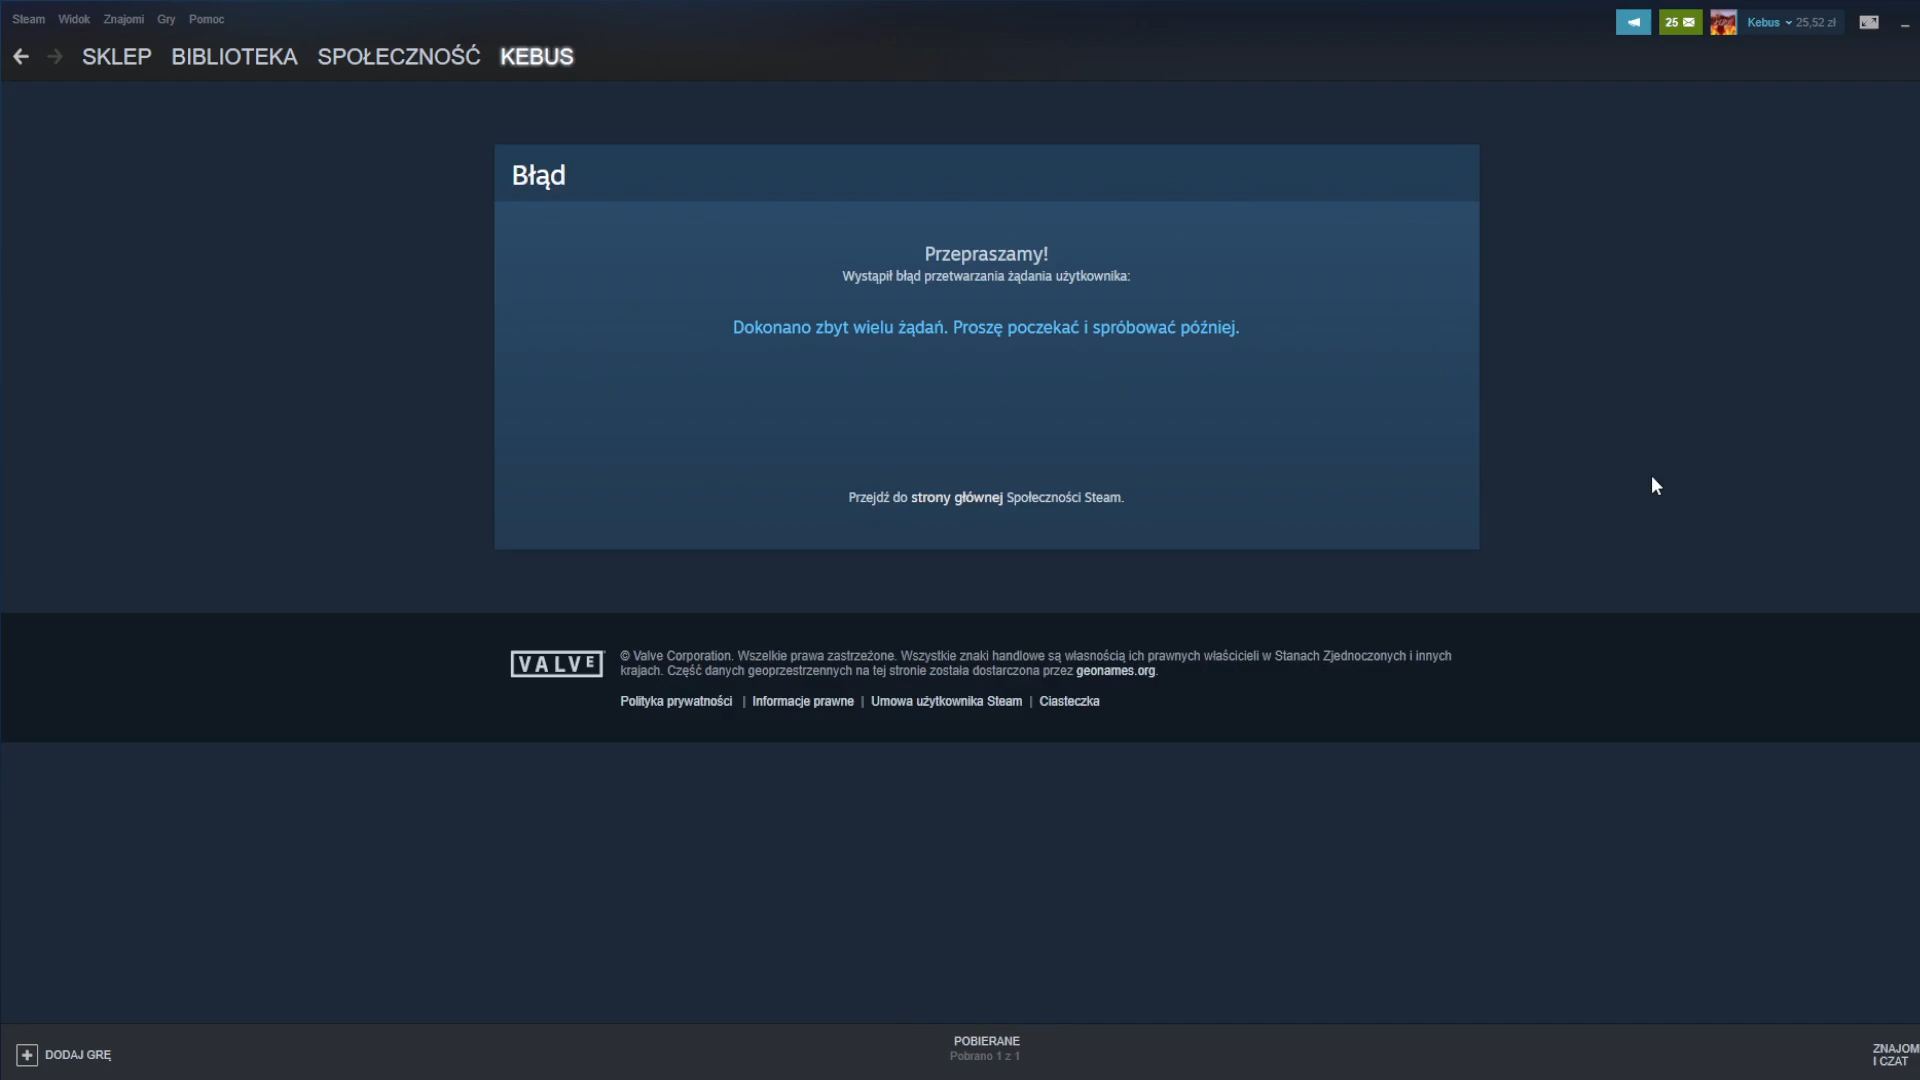 Steam Widok Znajomi Gry Pomoc
25
Kebus 25,52 zł
SKLEP BIBLIOTEKA SPOŁECZNOŚĆ KEBUS
Błąd
Przepraszamy!
Wystąpił błąd przetwarzania żądania użytkownika:
Dokonano zbyt wielu żądań. Proszę poczekać i spróbować później.
Przejdź do strony głównej Społeczności Steam.
VALVE
© Valve Corporation. Wszelkie prawa zastrzeżone. Wszystkie znaki handlowe są własnością ich prawnych właścicieli w Stanach Zjednoczonych i innych
krajach. Część danych geoprzestrzennych na tej stronie została dostarczona przez geonames.org.
Polityka prywatności | Informacje prawne | Umowa użytkownika Steam | Ciasteczka
DODAJ GRĘ
POBIERANE
Pobrano 1 z 1
ZNAJOM
I CZAT